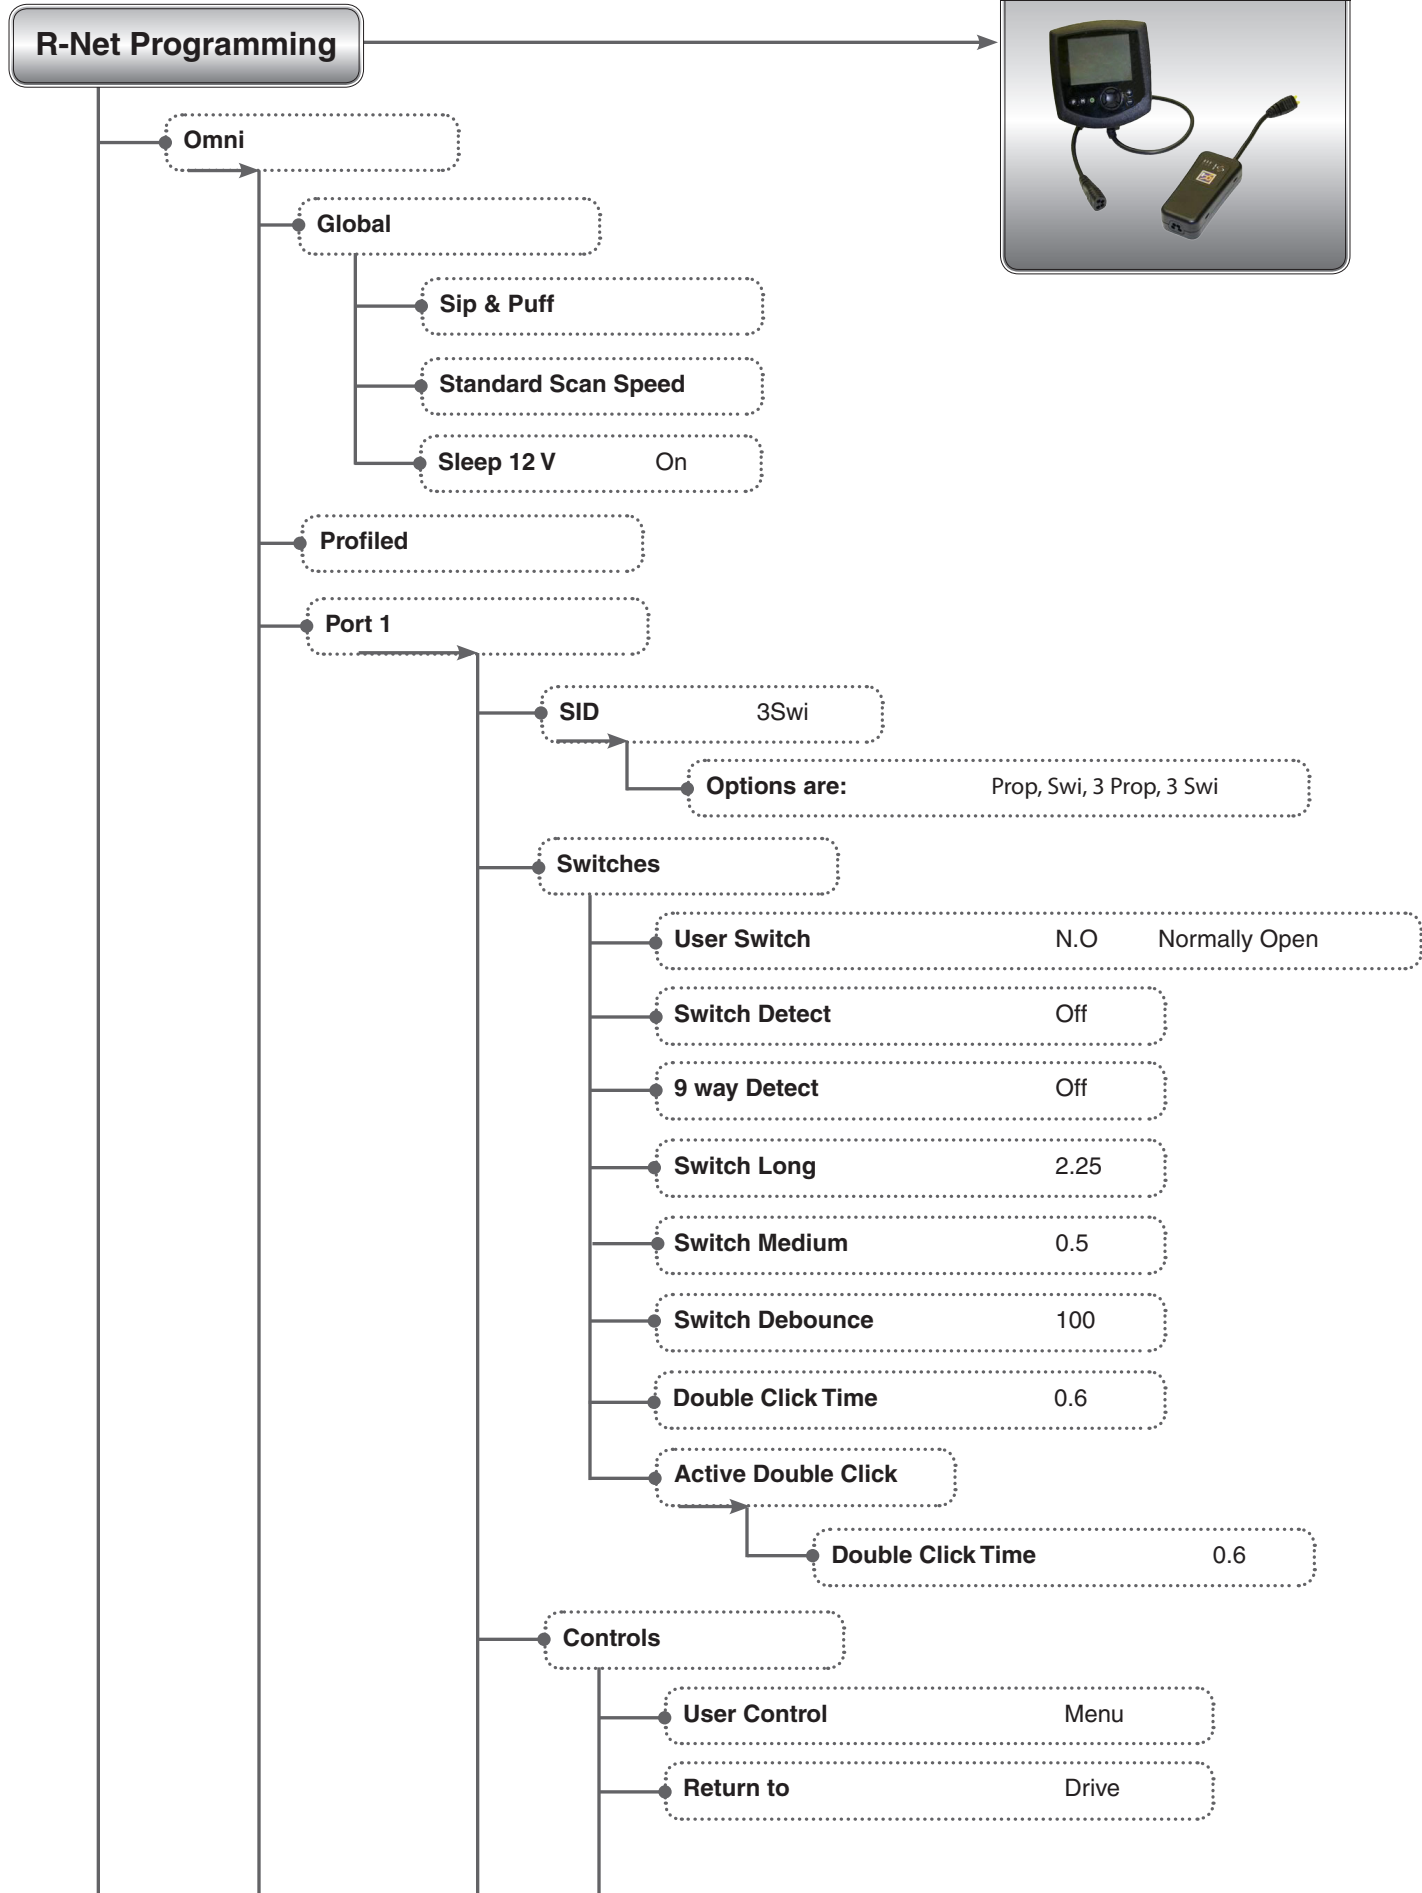 R-Net Programming
Omni
Global
Sip & Puff
Standard Scan Speed
Sleep 12 V On
Profiled
Port 1
SID 3Swi
Options are: Prop, Swi, 3 Prop, 3 Swi
Switches
User Switch N.O Normally Open
Switch Detect Off
9 way Detect Off
Switch Long 2.25
Switch Medium 0.5
Switch Debounce 100
Double Click Time 0.6
Active Double Click
Double Click Time 0.6
Controls
User Control Menu
Return to Drive